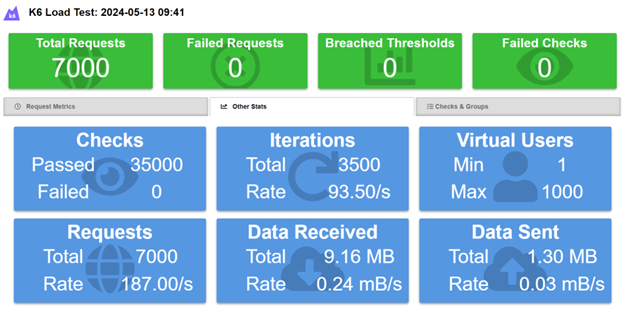 K6 K6 Load Test: 2024-05-13 09:41
Total Requests Failed Requests Breached Thresholds Failed Checks
7000 0 0 0
Request Metrics Other Stats Checks & Groups
Checks Iterations Virtual Users
Passed 35000 Total 3500 Min 1
Failed 0 Rate 93.50/s Max 1000
Requests Data Received Data Sent
Total 7000 Total 9.16 MB Total 1.30 MB
Rate 187.00/s Rate 0.24 mB/s Rate 0.03 mB/s